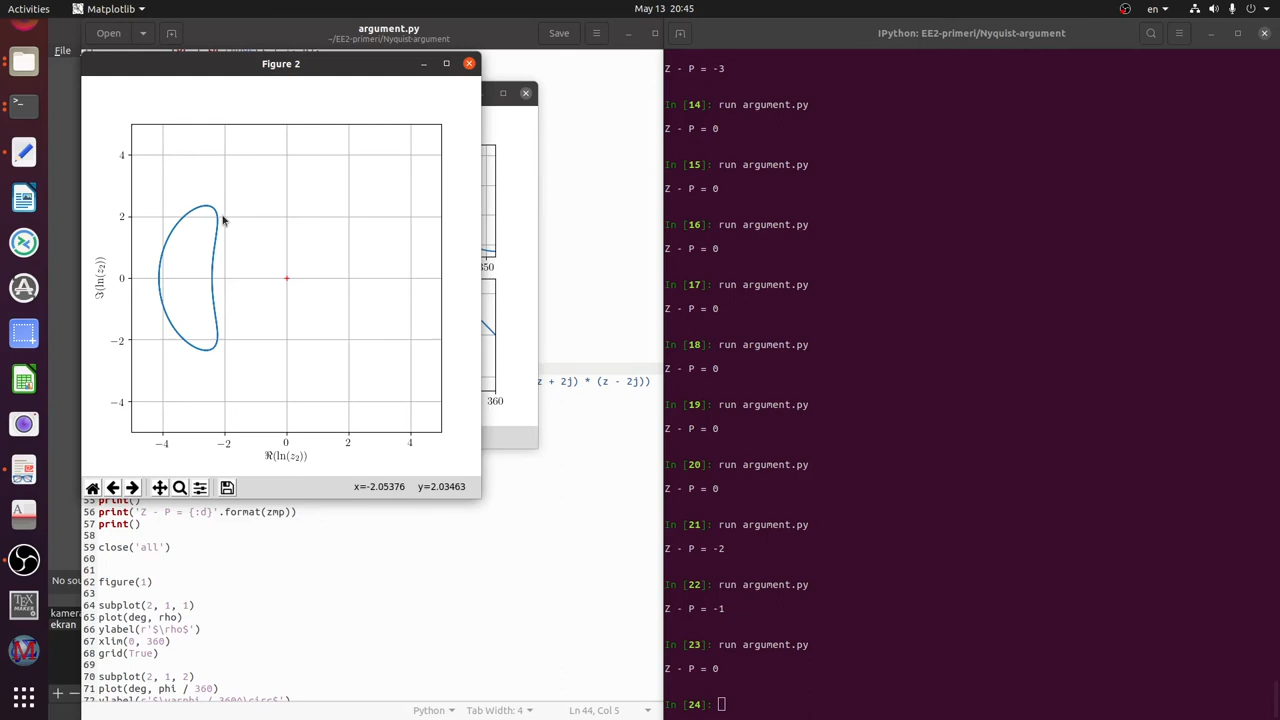 Activities
Matplotlib
May 13 20:45
en
Open
argument.py
~/EE2-primeri/Nyquist-argument
Save
IPython: EE2-primeri/Nyquist-argument
File
Figure 2
4
2
0
−2
−4
ℑ(ln(z₂))
−4 −2 0 2 4
ℜ(ln(z₂))
350
360
z + 2j) * (z - 2j))
x=-2.05376 y=2.03463
55 print()
56 print('Z - P = {:d}'.format(zmp))
57 print()
58
59 close('all')
60
61
62 figure(1)
63
64 subplot(2, 1, 1)
65 plot(deg, rho)
66 ylabel(r'$\rho$')
67 xlim(0, 360)
68 grid(True)
69
70 subplot(2, 1, 2)
71 plot(deg, phi / 360)
72 ylabel(r'$\varphi / 360^\circ$')
No sou
kamera
ekran
Python
Tab Width: 4
Ln 44, Col 5
Z - P = -3
In [14]: run argument.py
Z - P = 0
In [15]: run argument.py
Z - P = 0
In [16]: run argument.py
Z - P = 0
In [17]: run argument.py
Z - P = 0
In [18]: run argument.py
Z - P = 0
In [19]: run argument.py
Z - P = 0
In [20]: run argument.py
Z - P = 0
In [21]: run argument.py
Z - P = -2
In [22]: run argument.py
Z - P = -1
In [23]: run argument.py
Z - P = 0
In [24]: